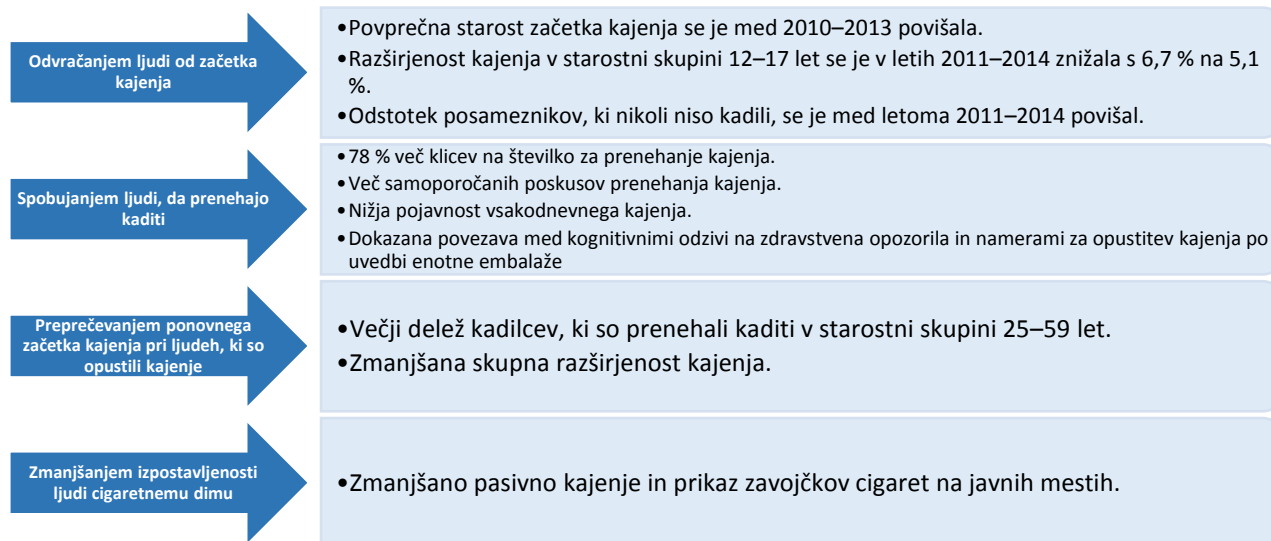 Odvračanjem ljudi od začetka
kajenja
•Povprečna starost začetka kajenja se je med 2010–2013 povišala.
•Razširjenost kajenja v starostni skupini 12–17 let se je v letih 2011–2014 znižala s 6,7 % na 5,1
%.
•Odstotek posameznikov, ki nikoli niso kadili, se je med letoma 2011–2014 povišal.
Spobujanjem ljudi, da prenehajo
kaditi
•78 % več klicev na številko za prenehanje kajenja.
•Več samoporočanih poskusov prenehanja kajenja.
•Nižja pojavnost vsakodnevnega kajenja.
•Dokazana povezava med kognitivnimi odzivi na zdravstvena opozorila in namerami za opustitev kajenja po
uvedbi enotne embalaže
Preprečevanjem ponovnega
začetka kajenja pri ljudeh, ki so
opustili kajenje
•Večji delež kadilcev, ki so prenehali kaditi v starostni skupini 25–59 let.
•Zmanjšana skupna razširjenost kajenja.
Zmanjšanjem izpostavljenosti
ljudi cigaretnemu dimu
•Zmanjšano pasivno kajenje in prikaz zavojčkov cigaret na javnih mestih.